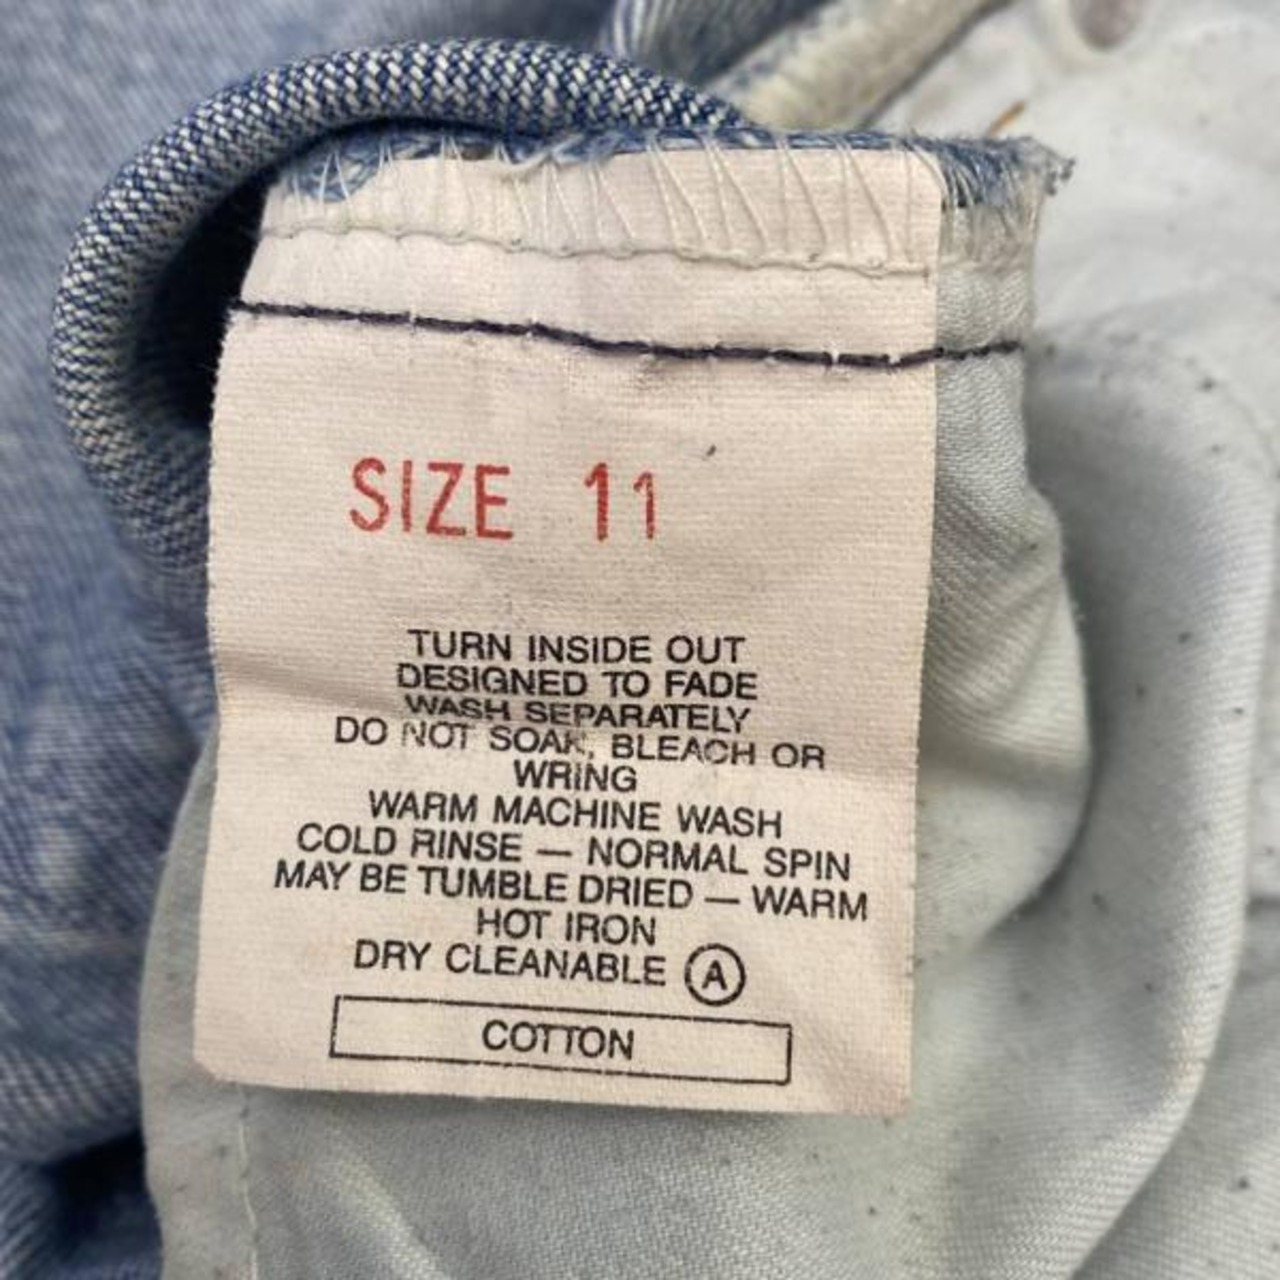 SIZE 11
TURN INSIDE OUT
DESIGNED TO FADE
WASH SEPARATELY
DO NOT SOAK, BLEACH OR
WRING
WARM MACHINE WASH
COLD RINSE — NORMAL SPIN
MAY BE TUMBLE DRIED — WARM
HOT IRON
DRY CLEANABLE Ⓐ
COTTON